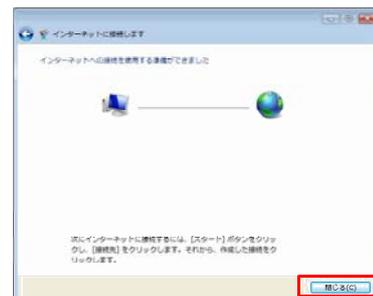 インターネットに接続します
インターネットへの接続を使用する準備ができました
次にインターネットに接続するには、[スタート] ボタンをクリッ
クし、[接続先] をクリックします。それから、作成した接続をク
リックします。
閉じる(C)